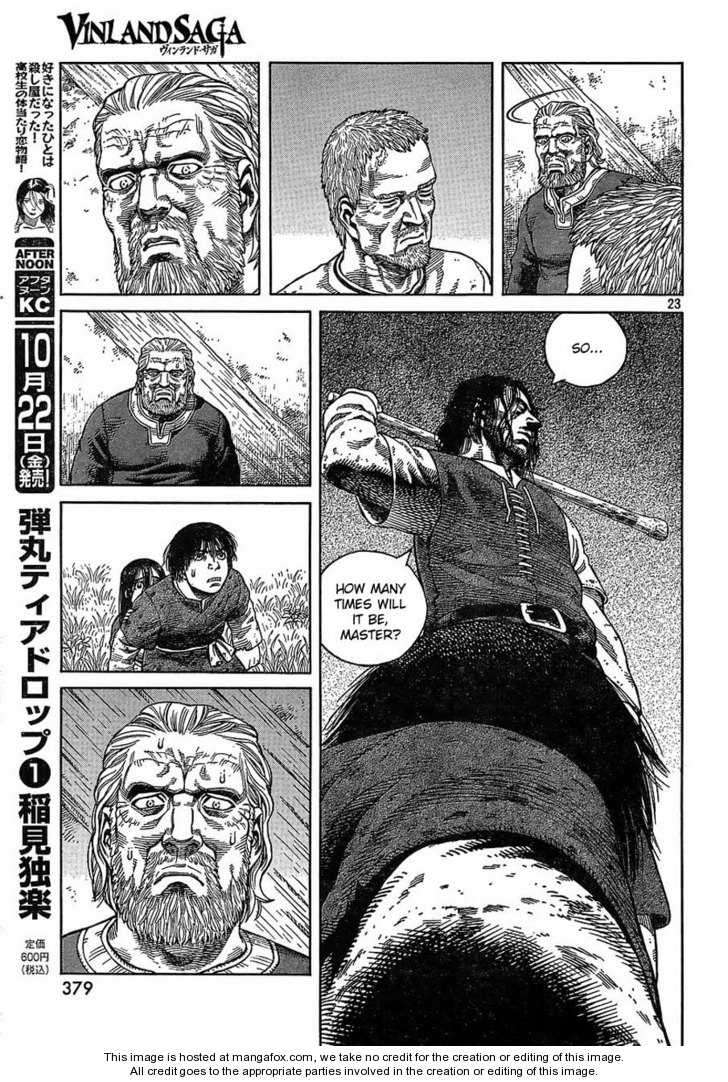 VINLAND SAGA
ヴィンランド・サガ
23
SO...
HOW MANY
TIMES WILL
IT BE,
MASTER?
379
好きになったひとは
殺し屋だった!
高校生の体当たり恋物語!
AFTER
NOON
アフタ
ヌーン
KC
10月22日(金)発売!
弾丸ティアドロップ❶ 稲見独楽
定価
600円
(税込)
This image is hosted at mangafox.com, we take no credit for the creation or editing of this image.
All credit goes to the appropriate parties involved in the creation or editing of this image.